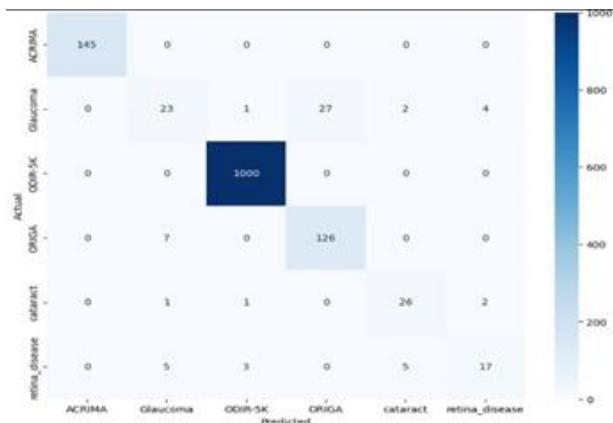 1000
ACRIMA 145 0 0 0 0 0
Glaucoma 0 23 1 27 2 4
800
ODIR-5K 0 0 1000 0 0 0
600
Actual
ORIGA 0 7 0 126 0 0
400
cataract 0 1 1 0 26 2
200
retina_disease 0 5 3 0 5 17
0
ACRIMA Glaucoma ODIR-5K ORIGA cataract retina_disease
Predicted